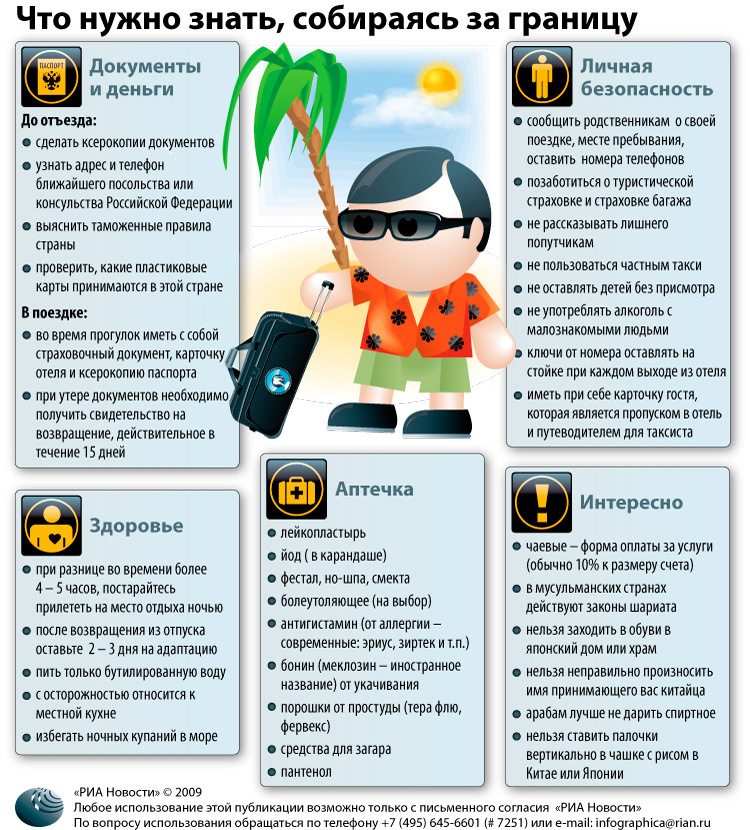 Что нужно знать, собираясь за границу
ПАСПОРТ
Документы
и деньги
До отъезда:
• сделать ксерокопии документов
• узнать адрес и телефон
ближайшего посольства или
консульства Российской Федерации
• выяснить таможенные правила
страны
• проверить, какие пластиковые
карты принимаются в этой стране
В поездке:
• во время прогулок иметь с собой
страховочный документ, карточку
отеля и ксерокопию паспорта
• при утере документов необходимо
получить свидетельство на
возвращение, действительное в
течение 15 дней
Личная
безопасность
• сообщить родственникам о своей
поездке, месте пребывания,
оставить номера телефонов
• позаботиться о туристической
страховке и страховке багажа
• не рассказывать лишнего
попутчикам
• не пользоваться частным такси
• не оставлять детей без присмотра
• не употреблять алкоголь с
малознакомыми людьми
• ключи от номера оставлять на
стойке при каждом выходе из отеля
• иметь при себе карточку гостя,
которая является пропуском в отель
и путеводителем для таксиста
Здоровье
• при разнице во времени более
4 – 5 часов, постарайтесь
прилететь на место отдыха ночью
• после возвращения из отпуска
оставьте 2 – 3 дня на адаптацию
• пить только бутилированную воду
• с осторожностью относится к
местной кухне
• избегать ночных купаний в море
Аптечка
• лейкопластырь
• йод ( в карандаше)
• фестал, но-шпа, смекта
• болеутоляющее (на выбор)
• антигистамин (от аллергии –
современные: эриус, зиртек и т.п.)
• бонин (меклозин – иностранное
название) от укачивания
• порошки от простуды (тера флю,
фервекс)
• средства для загара
• пантенол
Интересно
• чаевые – форма оплаты за услуги
(обычно 10% к размеру счета)
• в мусульманских странах
действуют законы шариата
• нельзя заходить в обуви в
японский дом или храм
• нельзя неправильно произносить
имя принимающего вас китайца
• арабам лучше не дарить спиртное
• нельзя ставить палочки
вертикально в чашке с рисом в
Китае или Японии
«РИА Новости» © 2009
Любое использование этой публикации возможно только с письменного согласия «РИА Новости»
По вопросу использования обращаться по телефону +7 (495) 645-6601 (# 7251) или e-mail: infographica@rian.ru